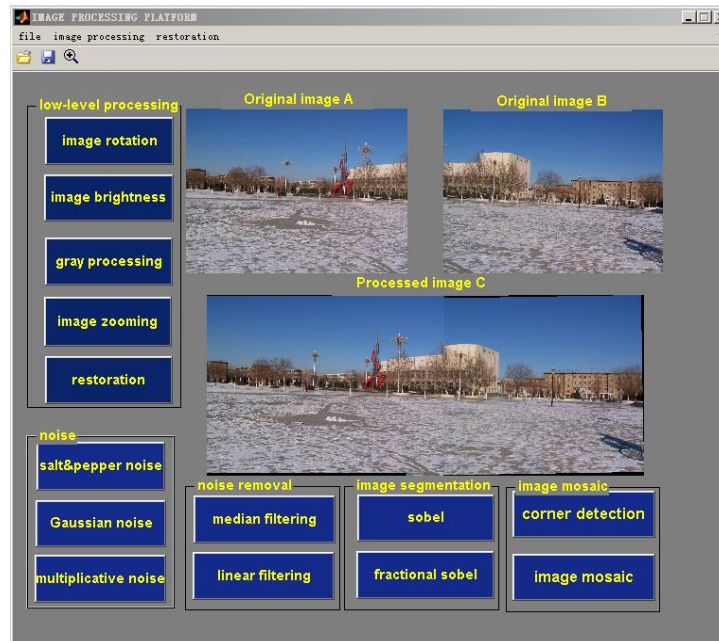 IMAGE PROCESSING PLATFORM
file image processing restoration
low-level processing
image rotation
image brightness
gray processing
image zooming
restoration
Original image A
Original image B
Processed image C
noise
salt&pepper noise
Gaussian noise
multiplicative noise
noise removal
median filtering
linear filtering
image segmentation
sobel
fractional sobel
image mosaic
corner detection
image mosaic